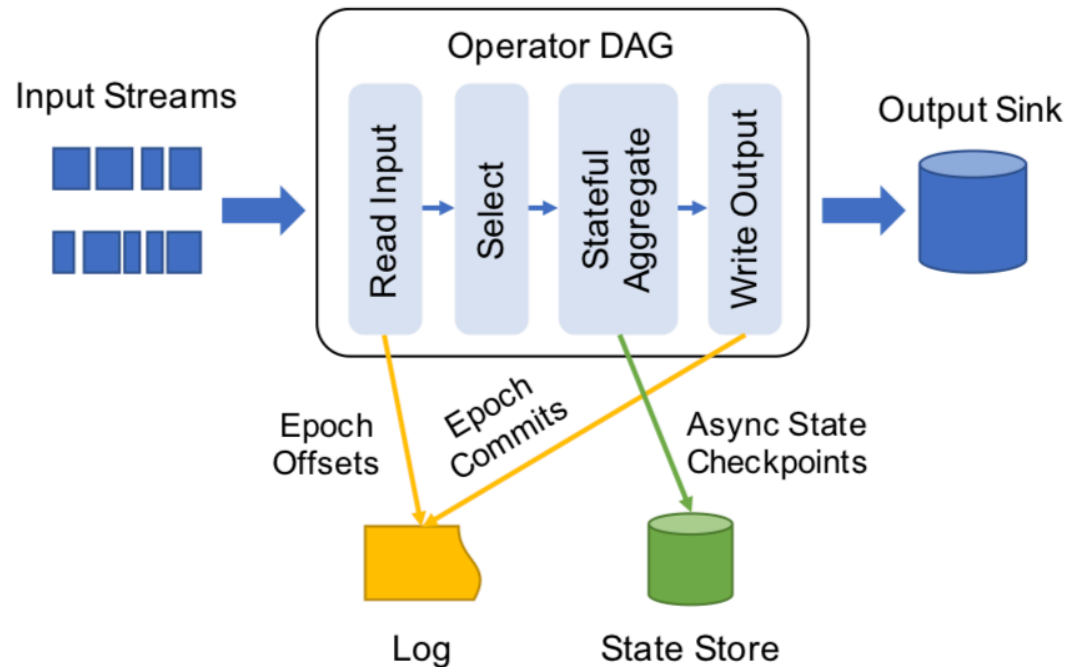 Operator DAG
Input Streams
Output Sink
Read Input
Select
Stateful
Aggregate
Write Output
Epoch
Offsets
Epoch
Commits
Async State
Checkpoints
Log
State Store